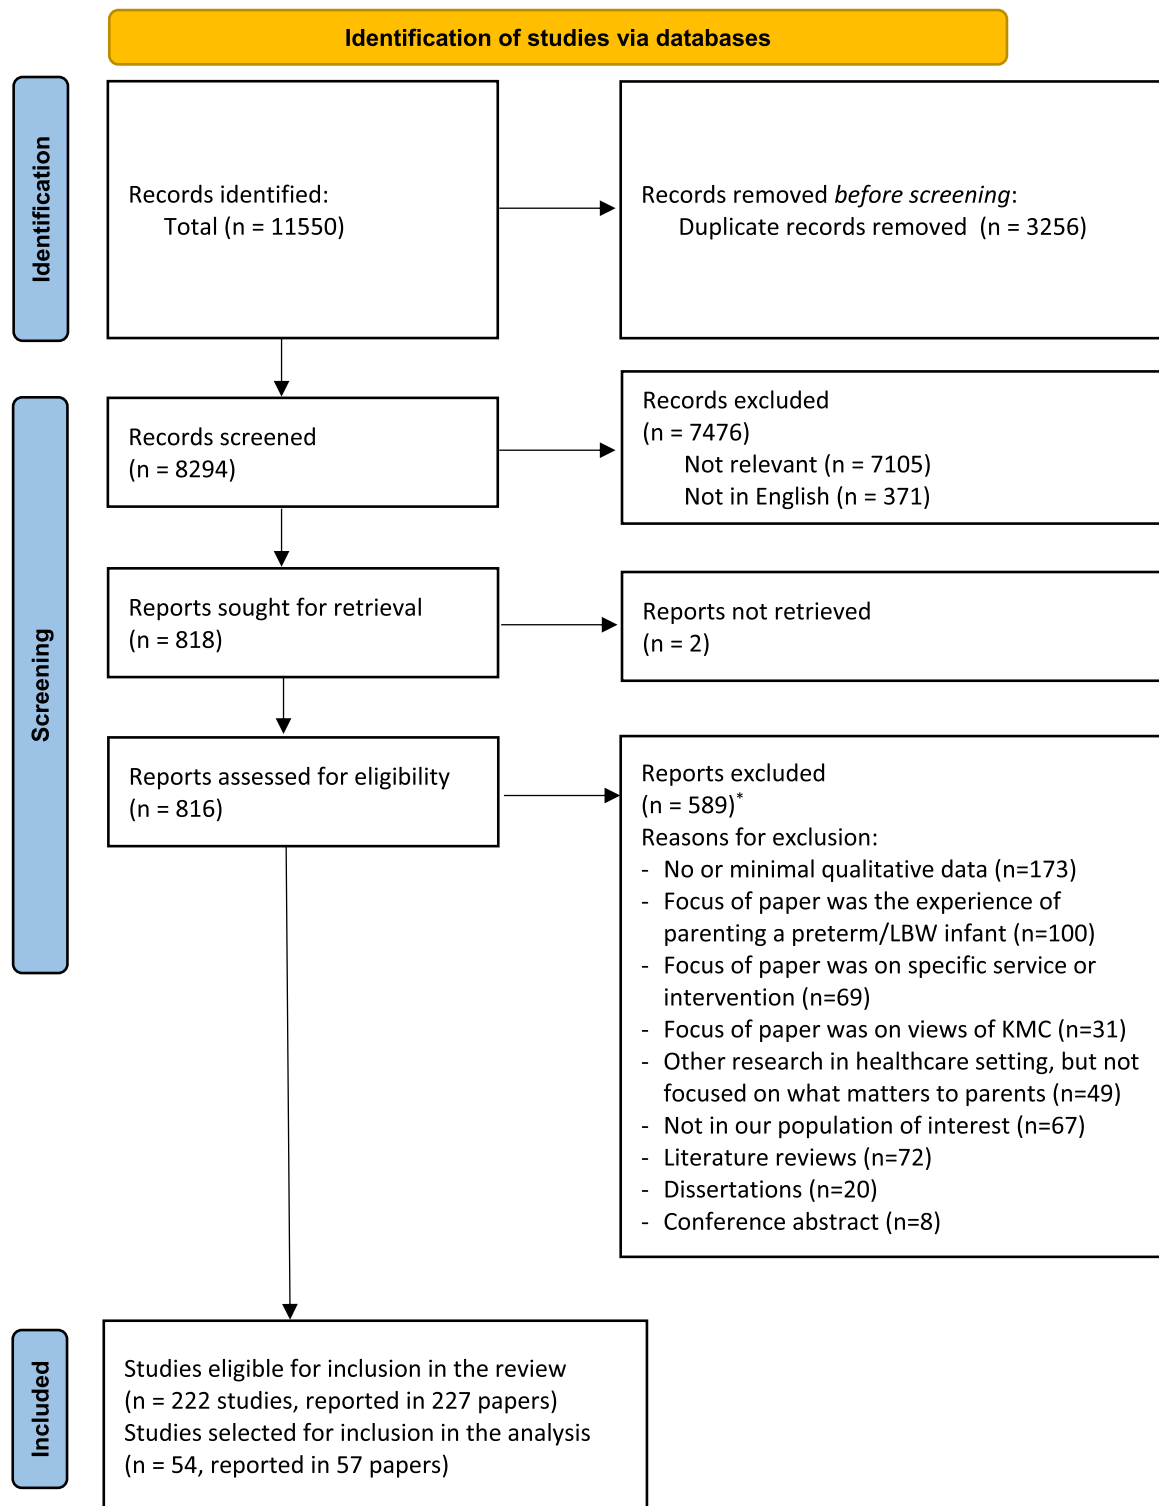 Identification of studies via databases
Identification
Records identified:
Total (n = 11550)
Records removed before screening:
Duplicate records removed (n = 3256)
Screening
Records screened
(n = 8294)
Records excluded
(n = 7476)
Not relevant (n = 7105)
Not in English (n = 371)
Reports sought for retrieval
(n = 818)
Reports not retrieved
(n = 2)
Reports assessed for eligibility
(n = 816)
Reports excluded
(n = 589)*
Reasons for exclusion:
- No or minimal qualitative data (n=173)
- Focus of paper was the experience of
parenting a preterm/LBW infant (n=100)
- Focus of paper was on specific service or
intervention (n=69)
- Focus of paper was on views of KMC (n=31)
- Other research in healthcare setting, but not
focused on what matters to parents (n=49)
- Not in our population of interest (n=67)
- Literature reviews (n=72)
- Dissertations (n=20)
- Conference abstract (n=8)
Included
Studies eligible for inclusion in the review
(n = 222 studies, reported in 227 papers)
Studies selected for inclusion in the analysis
(n = 54, reported in 57 papers)